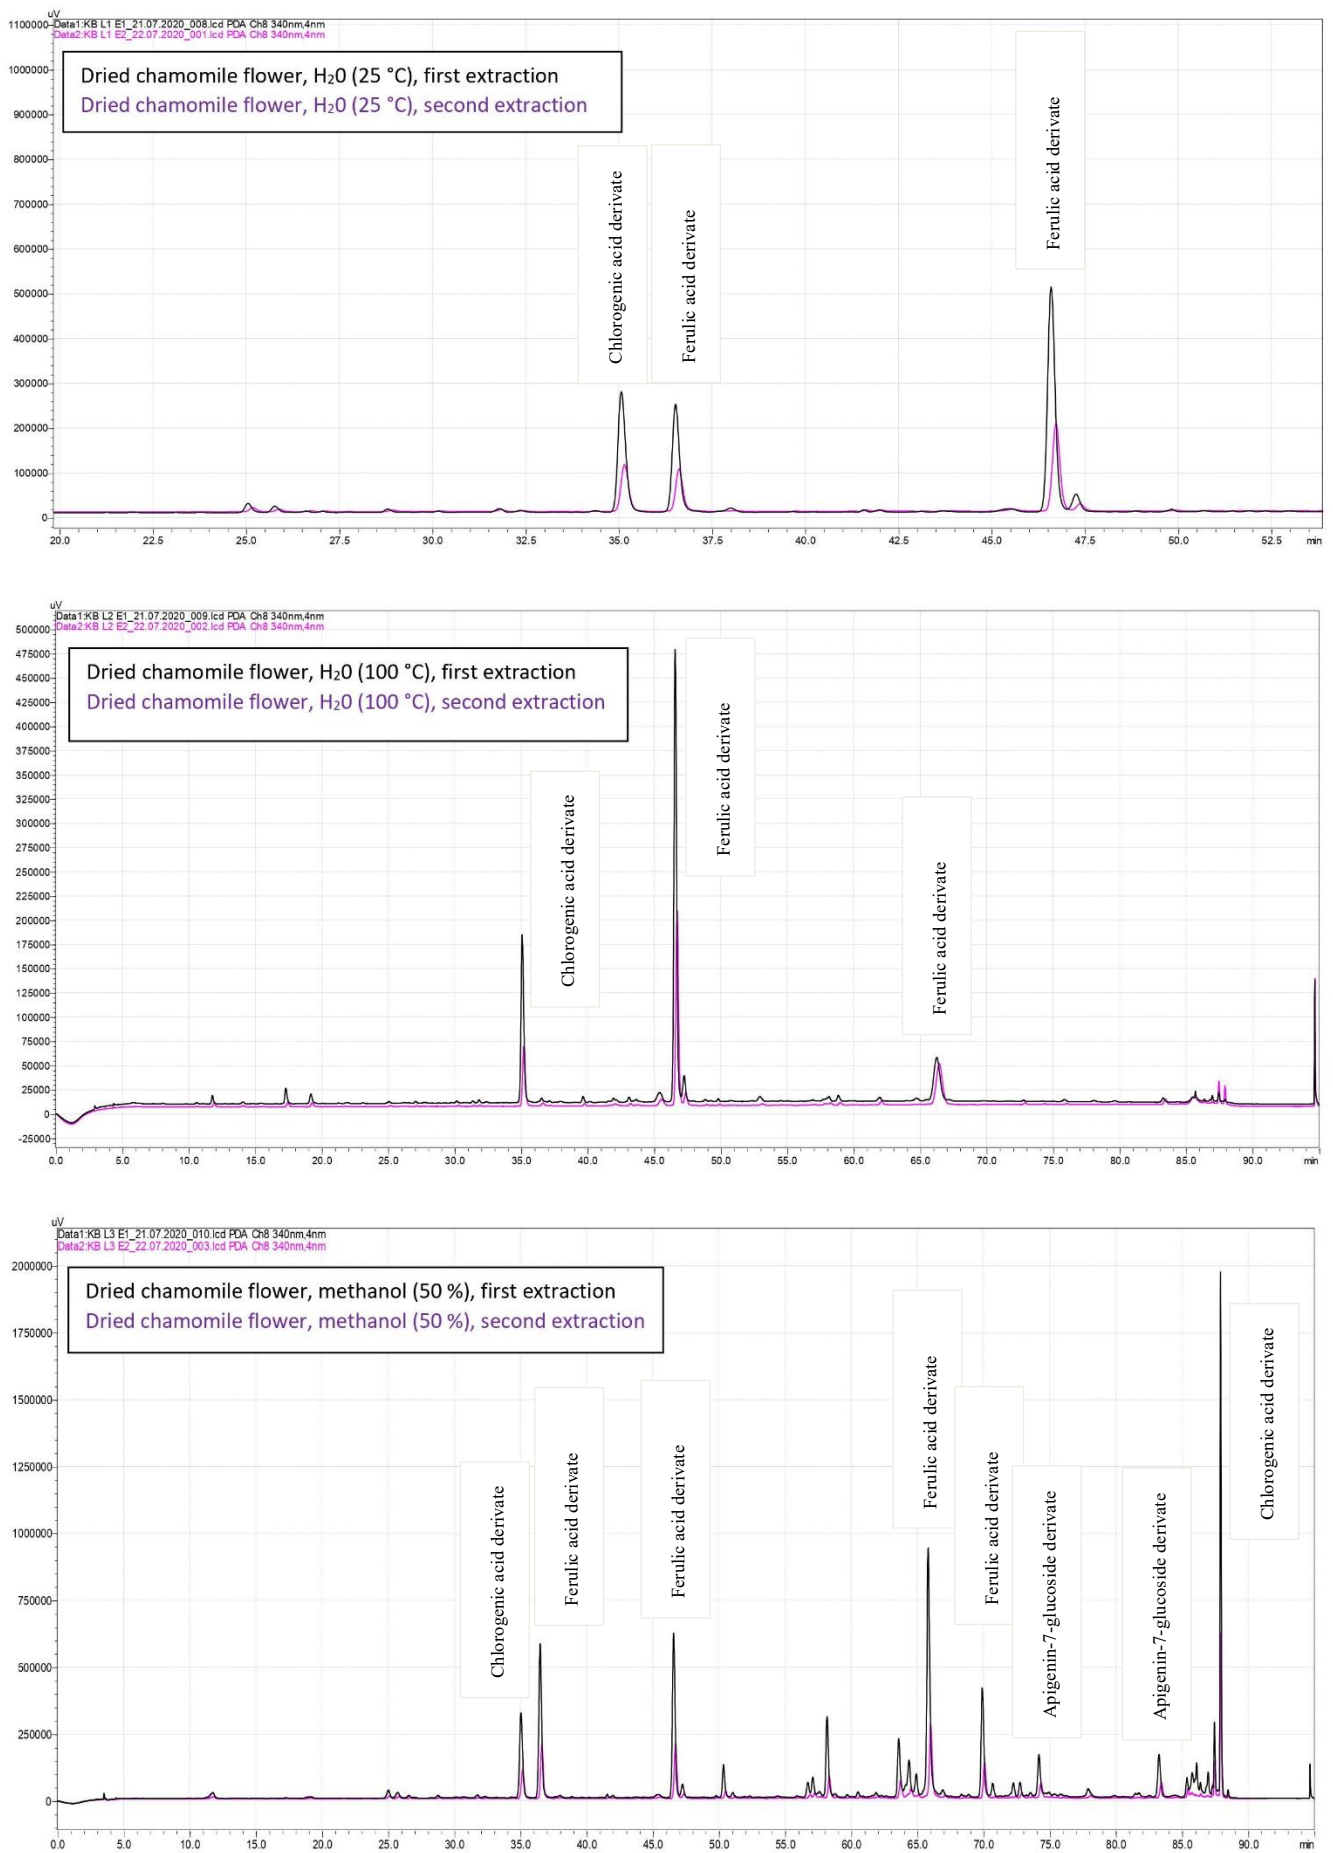 uV
Data1:KB L1 E1_21.07.2020_008.lcd PDA Ch8 340nm,4nm
Data2:KB L1 E2_22.07.2020_001.lcd PDA Ch8 340nm,4nm
Dried chamomile flower, H₂0 (25 °C), first extraction
Dried chamomile flower, H₂0 (25 °C), second extraction
Chlorogenic acid derivate
Ferulic acid derivate
Ferulic acid derivate
1100000
1000000
900000
800000
700000
600000
500000
400000
300000
200000
100000
0
20.0 22.5 25.0 27.5 30.0 32.5 35.0 37.5 40.0 42.5 45.0 47.5 50.0 52.5 min
uV
Data1:KB L2 E1_21.07.2020_009.lcd PDA Ch8 340nm,4nm
Data2:KB L2 E2_22.07.2020_002.lcd PDA Ch8 340nm,4nm
Dried chamomile flower, H₂0 (100 °C), first extraction
Dried chamomile flower, H₂0 (100 °C), second extraction
Chlorogenic acid derivate
Ferulic acid derivate
Ferulic acid derivate
500000
475000
450000
425000
400000
375000
350000
325000
300000
275000
250000
225000
200000
175000
150000
125000
100000
75000
50000
25000
0
-25000
0.0 5.0 10.0 15.0 20.0 25.0 30.0 35.0 40.0 45.0 50.0 55.0 60.0 65.0 70.0 75.0 80.0 85.0 90.0 min
uV
Data1:KB L3 E1_21.07.2020_010.lcd PDA Ch8 340nm,4nm
Data2:KB L3 E2_22.07.2020_003.lcd PDA Ch8 340nm,4nm
Dried chamomile flower, methanol (50 %), first extraction
Dried chamomile flower, methanol (50 %), second extraction
Chlorogenic acid derivate
Ferulic acid derivate
Ferulic acid derivate
Ferulic acid derivate
Ferulic acid derivate
Apigenin-7-glucoside derivate
Apigenin-7-glucoside derivate
Chlorogenic acid derivate
2000000
1750000
1500000
1250000
1000000
750000
500000
250000
0
0.0 5.0 10.0 15.0 20.0 25.0 30.0 35.0 40.0 45.0 50.0 55.0 60.0 65.0 70.0 75.0 80.0 85.0 90.0 min